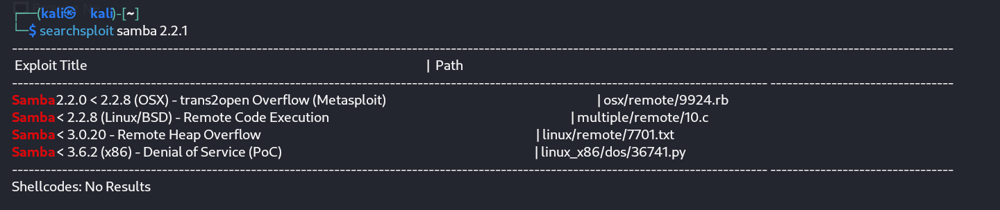 ┌──(kali㉿kali)-[~]
└─$ searchsploit samba 2.2.1
---------------------------------------------------------------------------------------------------------------------------------------- ---------------------------------
Exploit Title | Path
---------------------------------------------------------------------------------------------------------------------------------------- ---------------------------------
Samba 2.2.0 < 2.2.8 (OSX) - trans2open Overflow (Metasploit) | osx/remote/9924.rb
Samba < 2.2.8 (Linux/BSD) - Remote Code Execution | multiple/remote/10.c
Samba < 3.0.20 - Remote Heap Overflow | linux/remote/7701.txt
Samba < 3.6.2 (x86) - Denial of Service (PoC) | linux_x86/dos/36741.py
---------------------------------------------------------------------------------------------------------------------------------------- ---------------------------------
Shellcodes: No Results